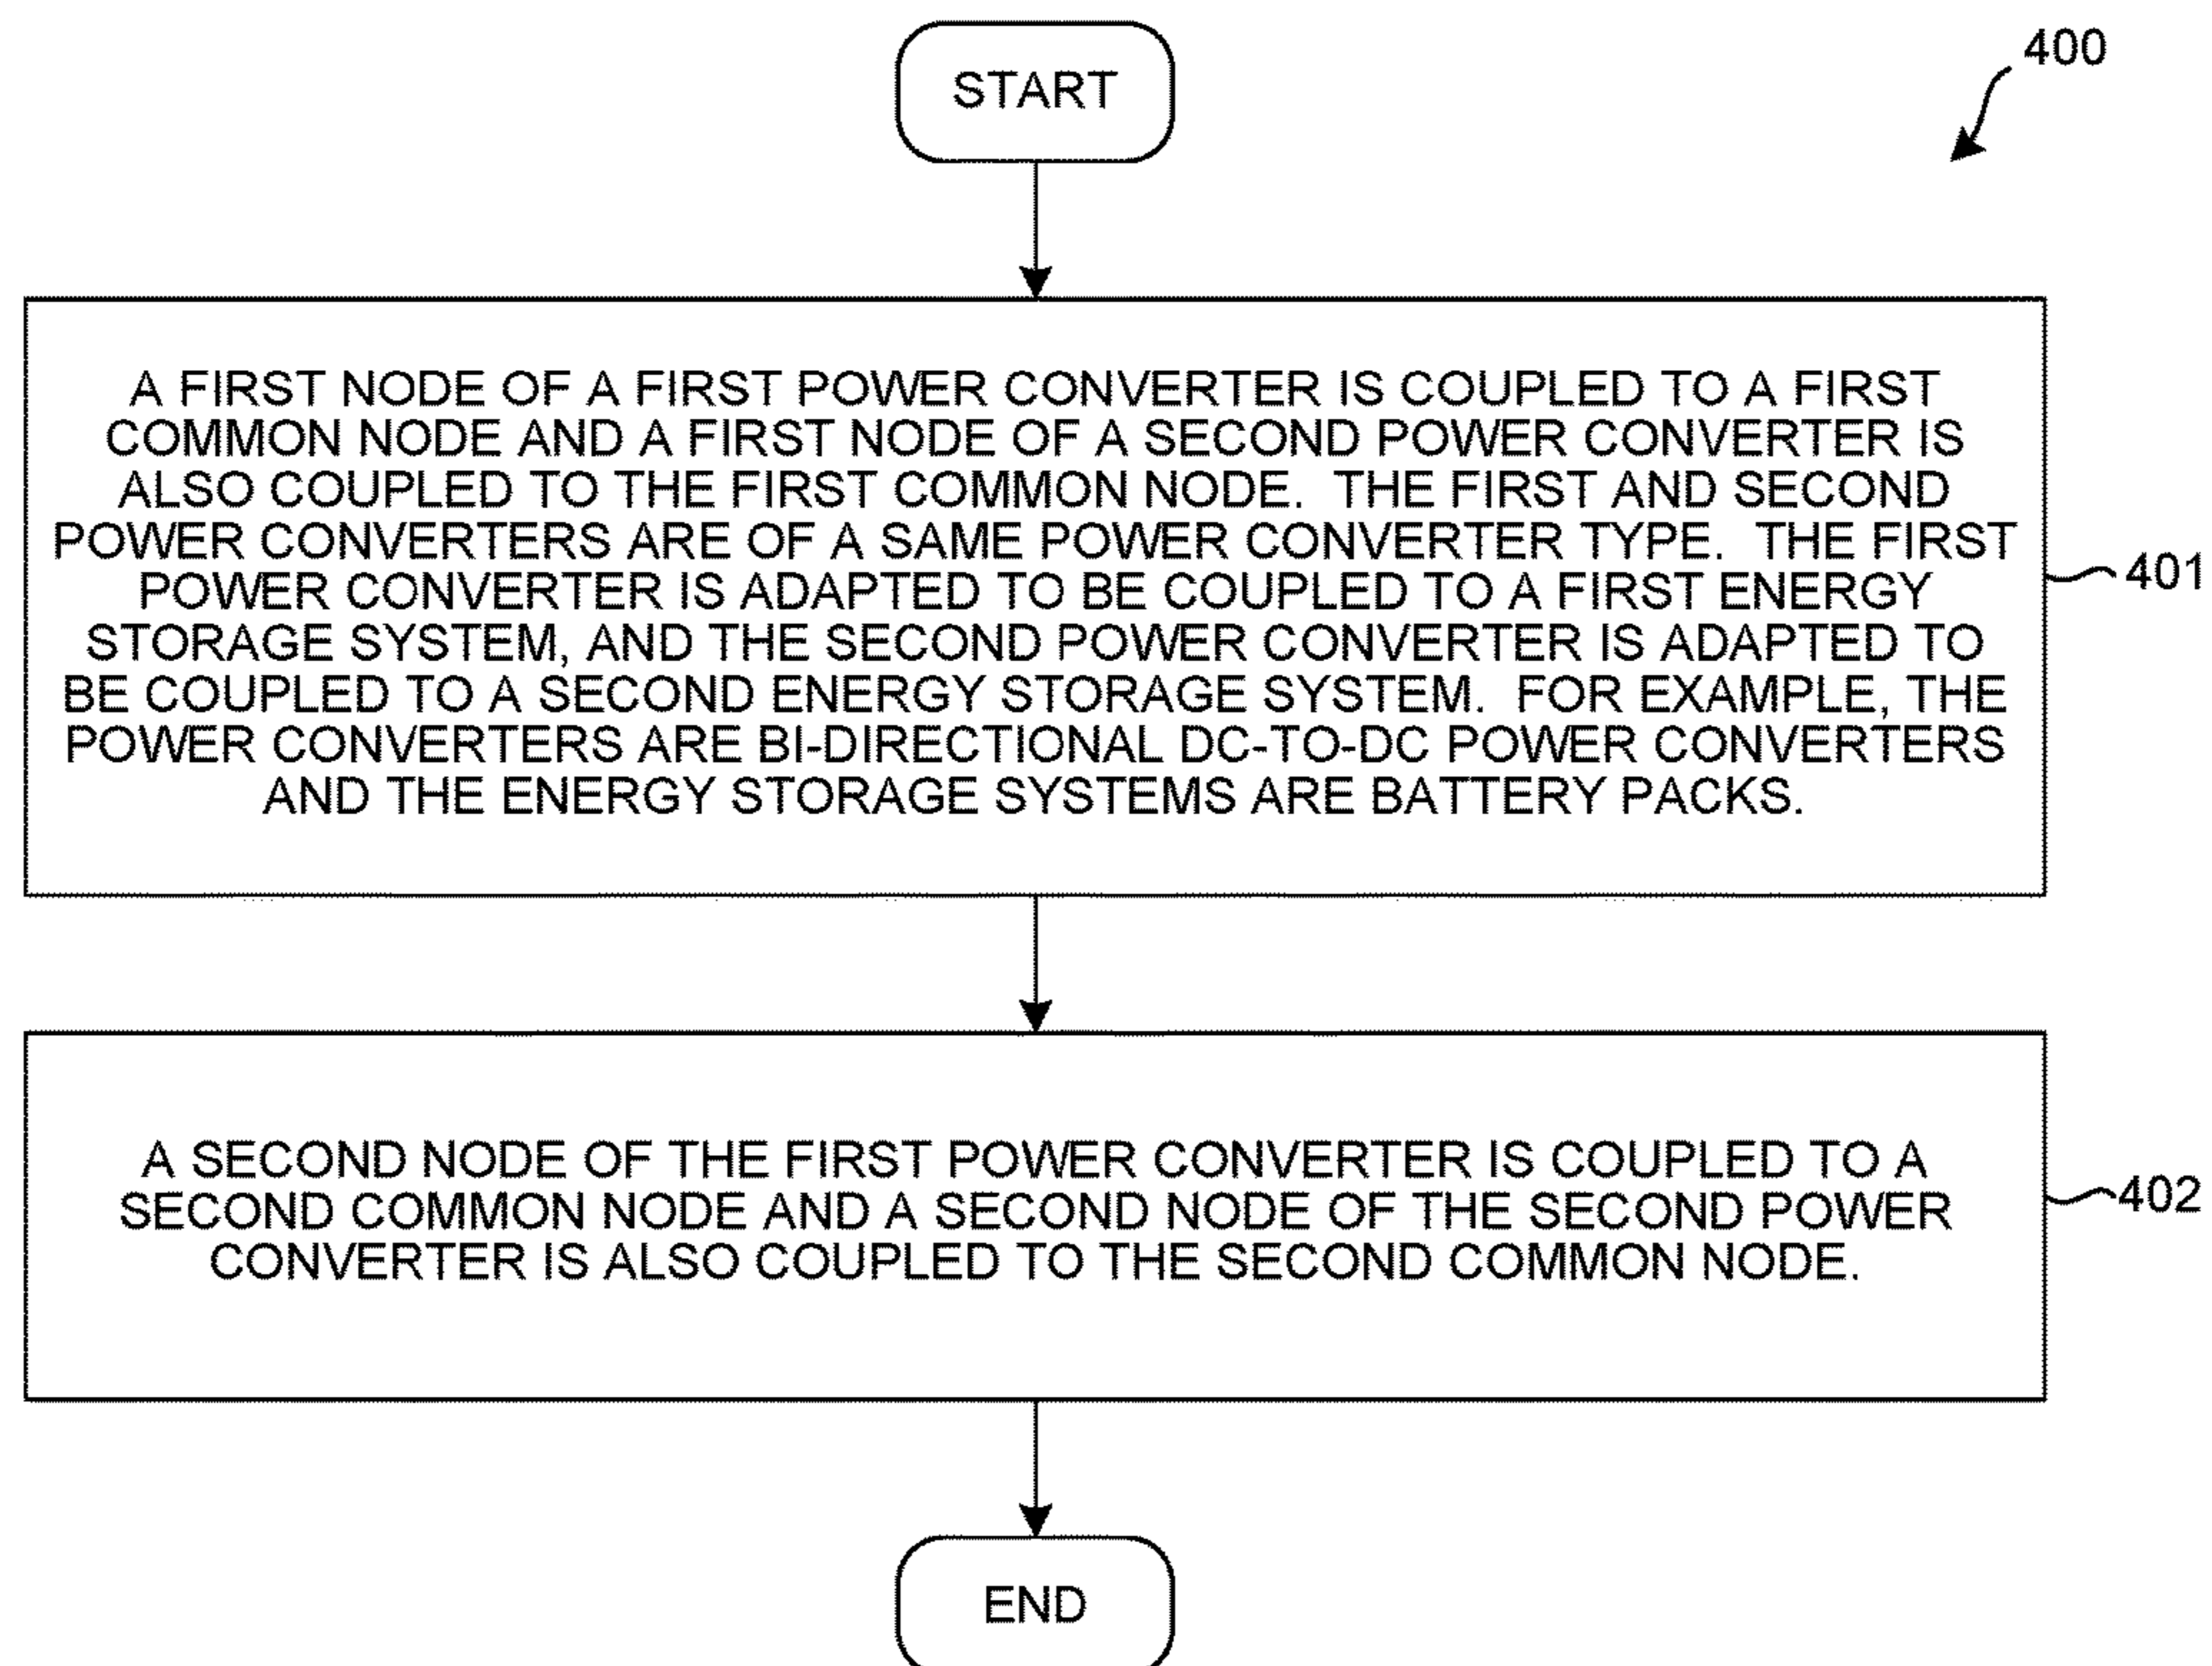 400
START
A FIRST NODE OF A FIRST POWER CONVERTER IS COUPLED TO A FIRST
COMMON NODE AND A FIRST NODE OF A SECOND POWER CONVERTER IS
ALSO COUPLED TO THE FIRST COMMON NODE. THE FIRST AND SECOND
POWER CONVERTERS ARE OF A SAME POWER CONVERTER TYPE. THE FIRST
POWER CONVERTER IS ADAPTED TO BE COUPLED TO A FIRST ENERGY
STORAGE SYSTEM, AND THE SECOND POWER CONVERTER IS ADAPTED TO
BE COUPLED TO A SECOND ENERGY STORAGE SYSTEM. FOR EXAMPLE, THE
POWER CONVERTERS ARE BI-DIRECTIONAL DC-TO-DC POWER CONVERTERS
AND THE ENERGY STORAGE SYSTEMS ARE BATTERY PACKS.
401
A SECOND NODE OF THE FIRST POWER CONVERTER IS COUPLED TO A
SECOND COMMON NODE AND A SECOND NODE OF THE SECOND POWER
CONVERTER IS ALSO COUPLED TO THE SECOND COMMON NODE.
402
END